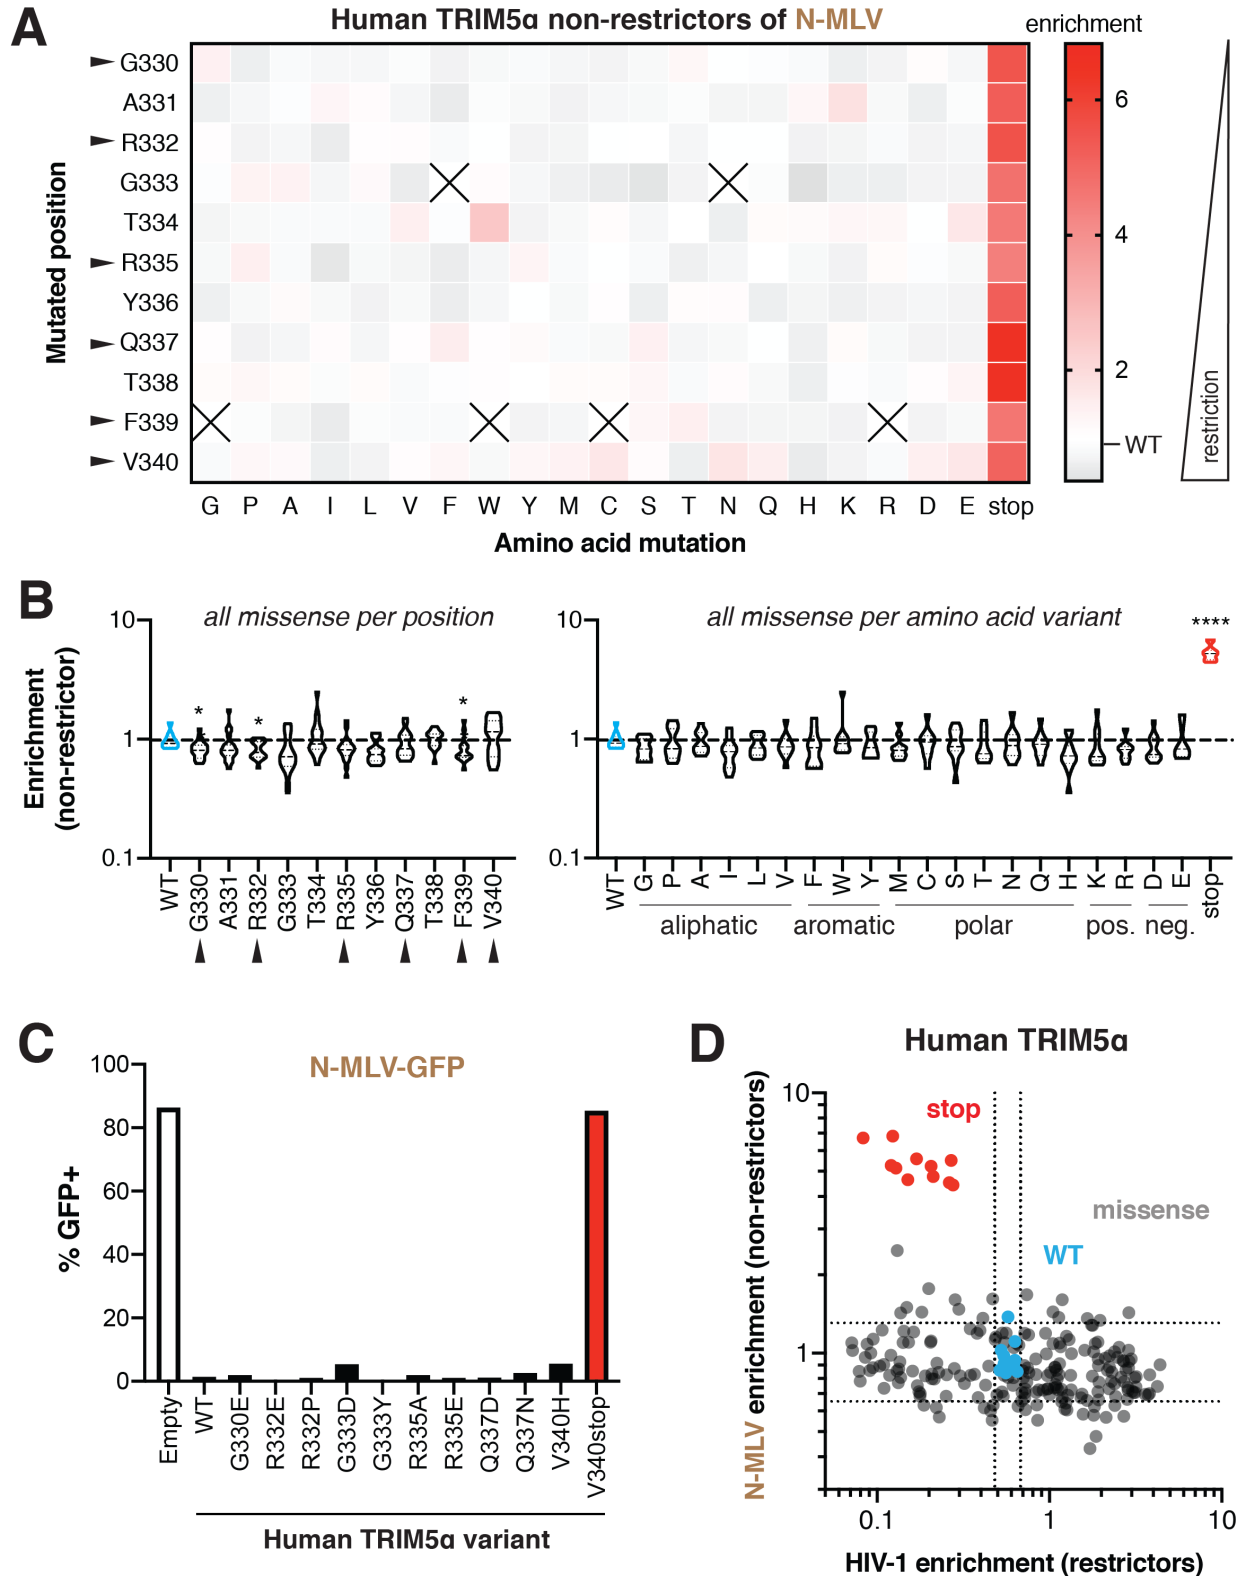 A
Human TRIM5α non-restrictors of N-MLV
enrichment
Mutated position
G330
A331
R332
G333
T334
R335
Y336
Q337
T338
F339
V340
G P A I L V F W Y M C S T N Q H K R D E stop
Amino acid mutation
6
4
2
WT
restriction
B
Enrichment
(non-restrictor)
all missense per position
10
1
0.1
* * *
WT G330 A331 R332 G333 T334 R335 Y336 Q337 T338 F339 V340
all missense per amino acid variant
10
1
0.1
****
WT G P A I L V F W Y M C S T N Q H K R D E stop
aliphatic aromatic polar pos. neg.
C
N-MLV-GFP
% GFP+
100
80
60
40
20
0
Empty WT G330E R332E R332P G333D G333Y R335A R335E Q337D Q337N V340H V340stop
Human TRIM5α variant
D
Human TRIM5α
N-MLV enrichment (non-restrictors)
10
1
stop
missense
WT
0.1 1 10
HIV-1 enrichment (restrictors)